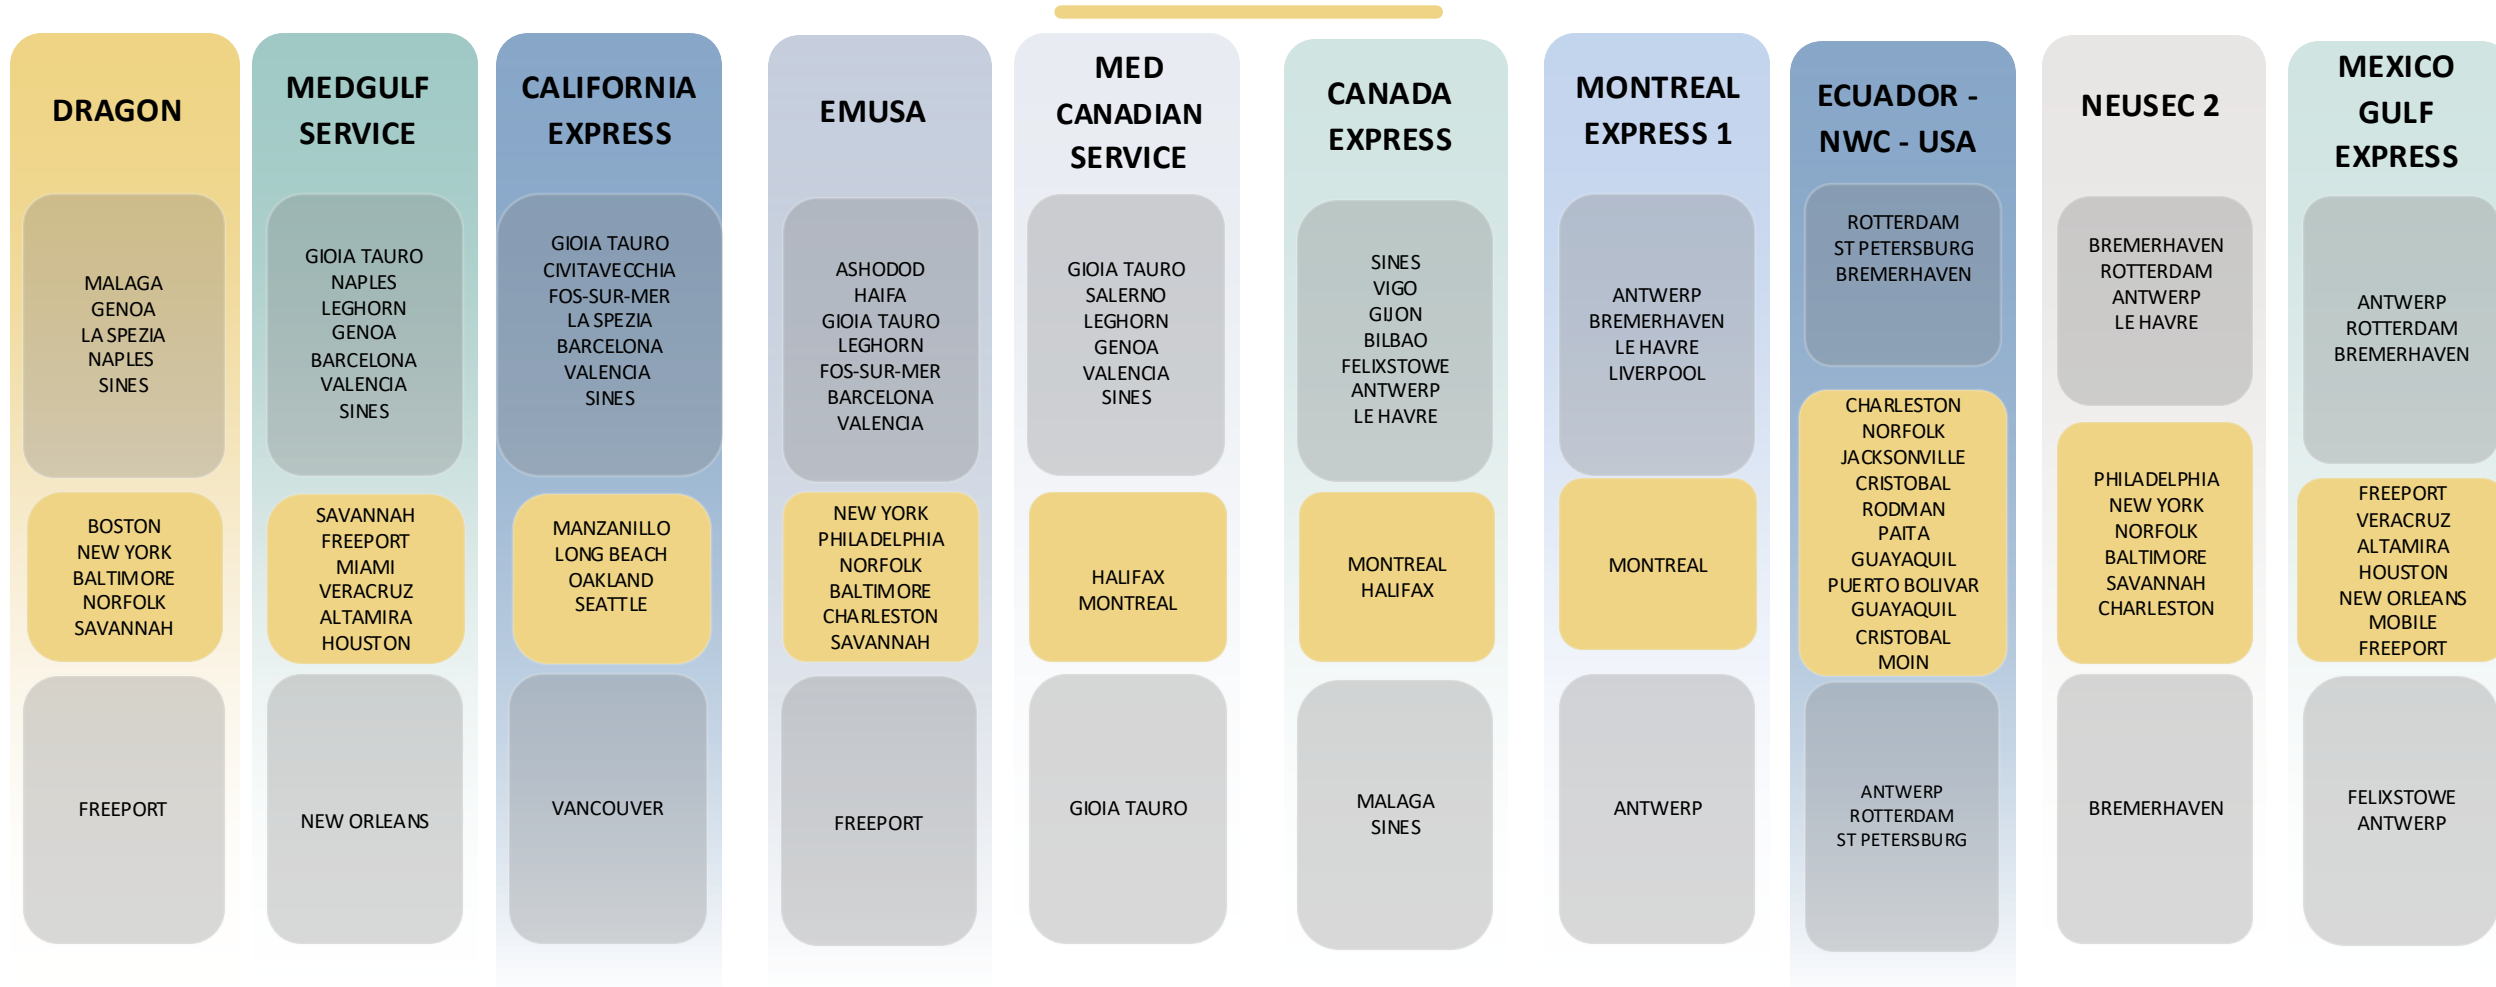 DRAGON
MALAGA
GENOA
LA SPEZIA
NAPLES
SINES
BOSTON
NEW YORK
BALTIMORE
NORFOLK
SAVANNAH
FREEPORT
MEDGULF
SERVICE
GIOIA TAURO
NAPLES
LEGHORN
GENOA
BARCELONA
VALENCIA
SINES
SAVANNAH
FREEPORT
MIAMI
VERACRUZ
ALTAMIRA
HOUSTON
NEW ORLEANS
CALIFORNIA
EXPRESS
GIOIA TAURO
CIVITAVECCHIA
FOS-SUR-MER
LA SPEZIA
BARCELONA
VALENCIA
SINES
MANZANILLO
LONG BEACH
OAKLAND
SEATTLE
VANCOUVER
EMUSA
ASHODOD
HAIFA
GIOIA TAURO
LEGHORN
FOS-SUR-MER
BARCELONA
VALENCIA
NEW YORK
PHILADELPHIA
NORFOLK
BALTIMORE
CHARLESTON
SAVANNAH
FREEPORT
MED
CANADIAN
SERVICE
GIOIA TAURO
SALERNO
LEGHORN
GENOA
VALENCIA
SINES
HALIFAX
MONTREAL
GIOIA TAURO
CANADA
EXPRESS
SINES
VIGO
GIJON
BILBAO
FELIXSTOWE
ANTWERP
LE HAVRE
MONTREAL
HALIFAX
MALAGA
SINES
MONTREAL
EXPRESS 1
ANTWERP
BREMERHAVEN
LE HAVRE
LIVERPOOL
MONTREAL
ANTWERP
ECUADOR -
NWC - USA
ROTTERDAM
ST PETERSBURG
BREMERHAVEN
CHARLESTON
NORFOLK
JACKSONVILLE
CRISTOBAL
RODMAN
PAITA
GUAYAQUIL
PUERTO BOLIVAR
GUAYAQUIL
CRISTOBAL
MOIN
ANTWERP
ROTTERDAM
ST PETERSBURG
NEUSEC 2
BREMERHAVEN
ROTTERDAM
ANTWERP
LE HAVRE
PHILADELPHIA
NEW YORK
NORFOLK
BALTIMORE
SAVANNAH
CHARLESTON
BREMERHAVEN
MEXICO
GULF
EXPRESS
ANTWERP
ROTTERDAM
BREMERHAVEN
FREEPORT
VERACRUZ
ALTAMIRA
HOUSTON
NEW ORLEANS
MOBILE
FREEPORT
FELIXSTOWE
ANTWERP